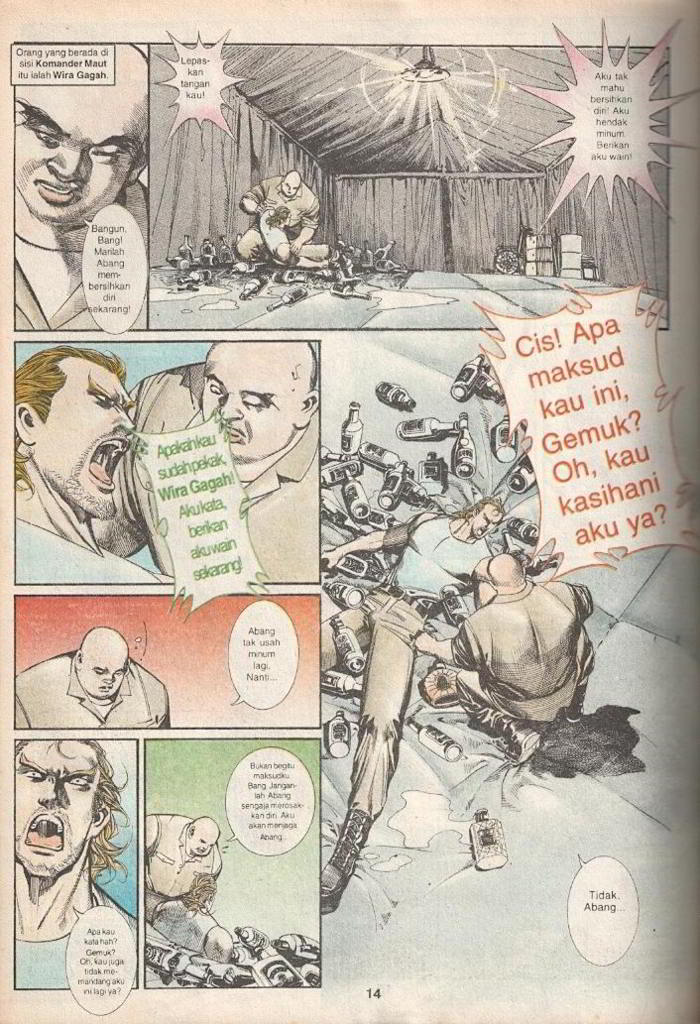 Orang yang berada di
sisi Komander Maut
itu ialah Wira Gagah.
Bangun,
Bang!
Marilah
Abang
mem-
bersihkan
diri
sekarang!
Lepas-
kan
tangan
kau!
Aku tak
mahu
bersihkan
diri! Aku
hendak
minum.
Berikan
aku wain!
Apakah kau
sudah pekak,
Wira Gagah!
Aku kata,
berikan
aku wain
sekarang!
Cis! Apa
maksud
kau ini,
Gemuk?
Oh, kau
kasihani
aku ya?
Abang
tak usah
minum
lagi.
Nanti...
Apa kau
kata hah?
Gemuk?
Oh, kau juga
tidak me-
mandang aku
ini lagi ya?
Bukan begitu
maksudku
Bang. Jangan-
lah Abang
sengaja merosak-
kan diri. Aku
akan menjaga
Abang...
Tidak.
Abang...
14